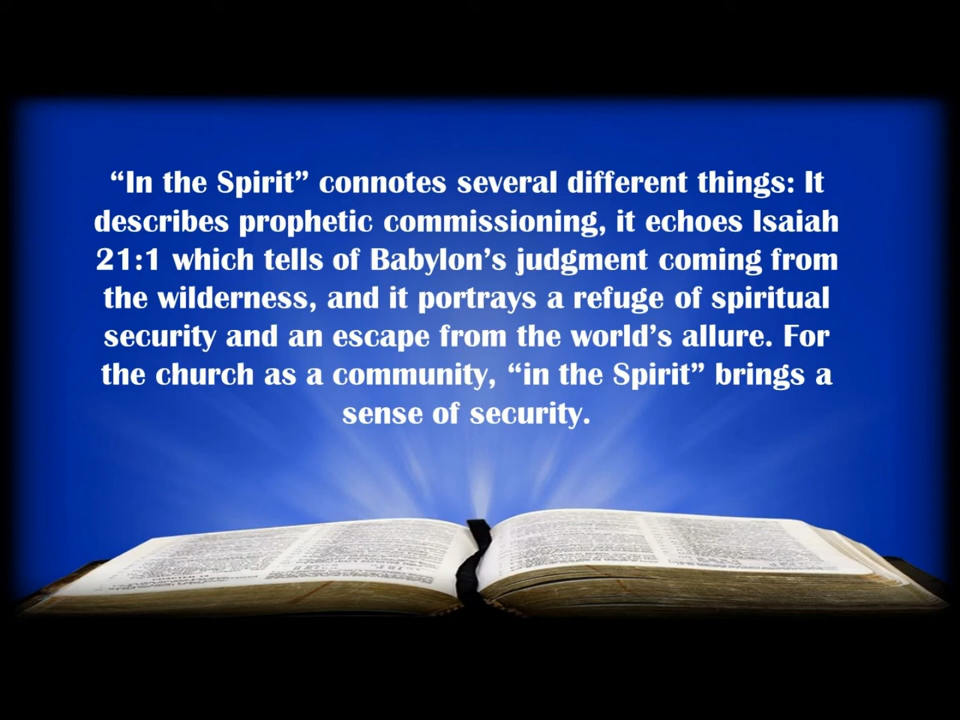 “In the Spirit” connotes several different things: It
describes prophetic commissioning, it echoes Isaiah
21:1 which tells of Babylon’s judgment coming from
the wilderness, and it portrays a refuge of spiritual
security and an escape from the world’s allure. For
the church as a community, “in the Spirit” brings a
sense of security.